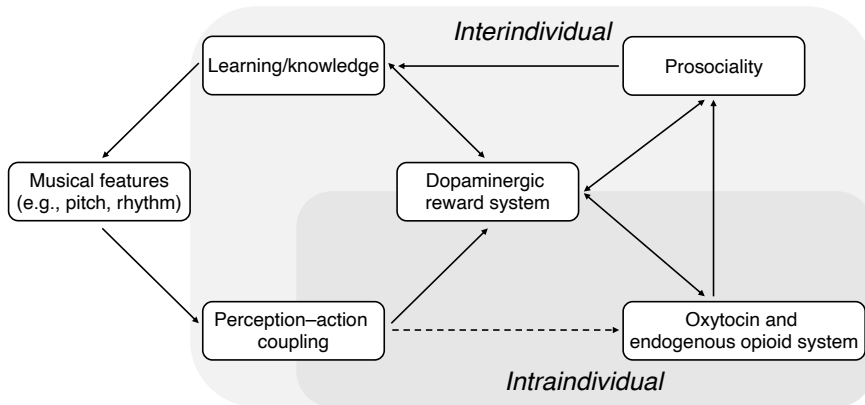 Interindividual
Learning/knowledge
Prosociality
Musical features
(e.g., pitch, rhythm)
Dopaminergic
reward system
Perception–action
coupling
Oxytocin and
endogenous opioid system
Intraindividual